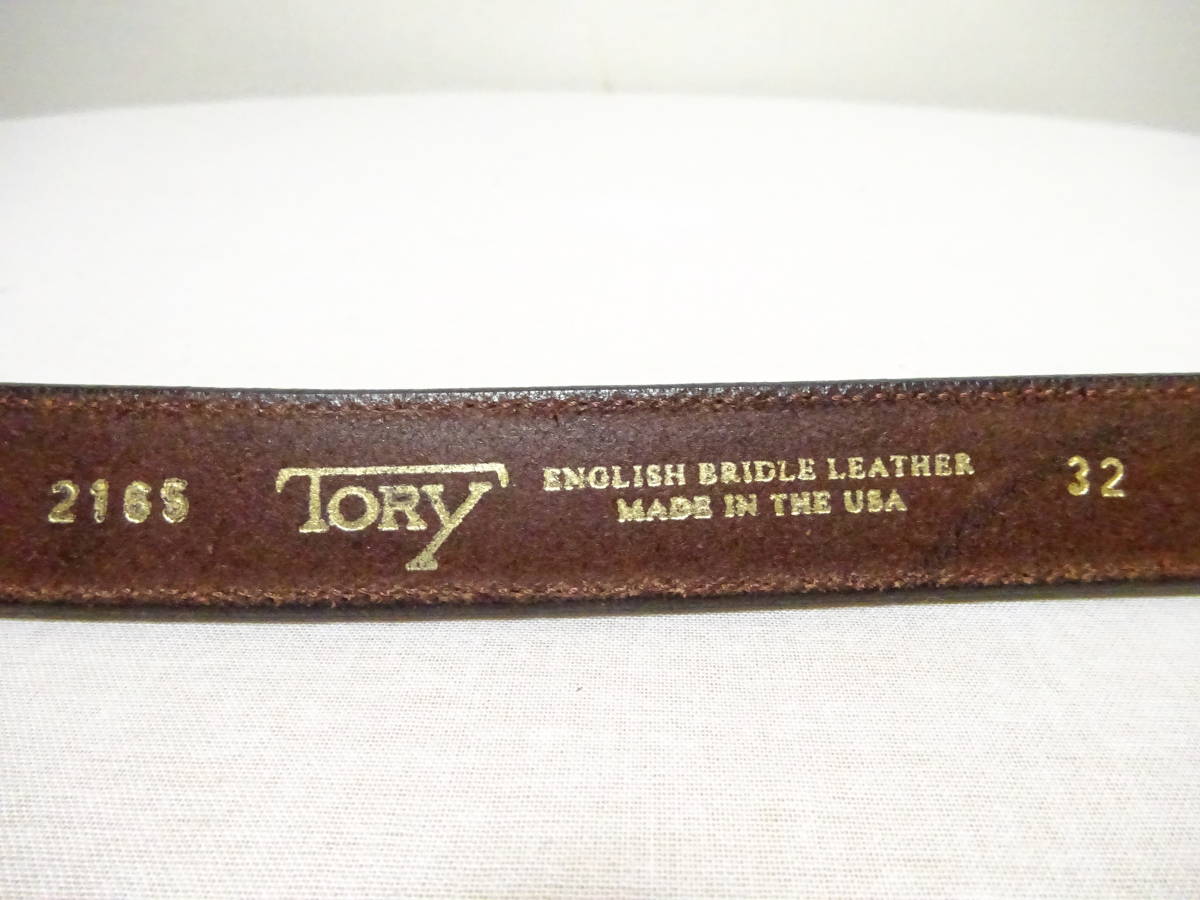 2165
TORY
ENGLISH BRIDLE LEATHER
MADE IN THE USA
32